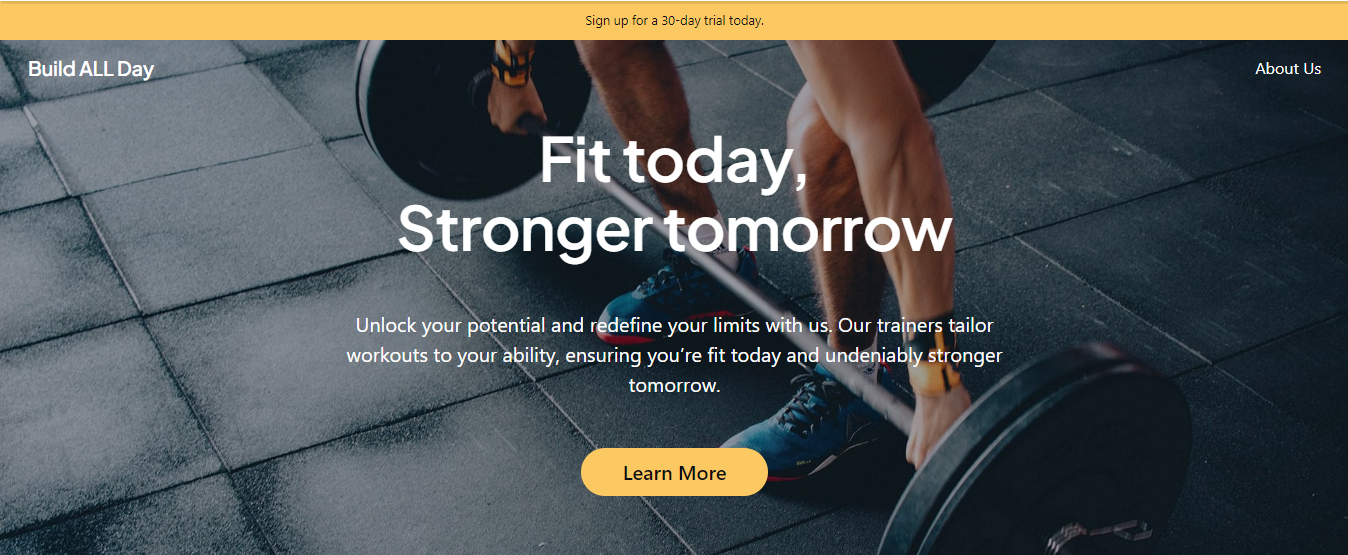 Sign up for a 30-day trial today.
Build ALL Day
About Us
Fit today,
Stronger tomorrow
Unlock your potential and redefine your limits with us. Our trainers tailor
workouts to your ability, ensuring you’re fit today and undeniably stronger
tomorrow.
Learn More